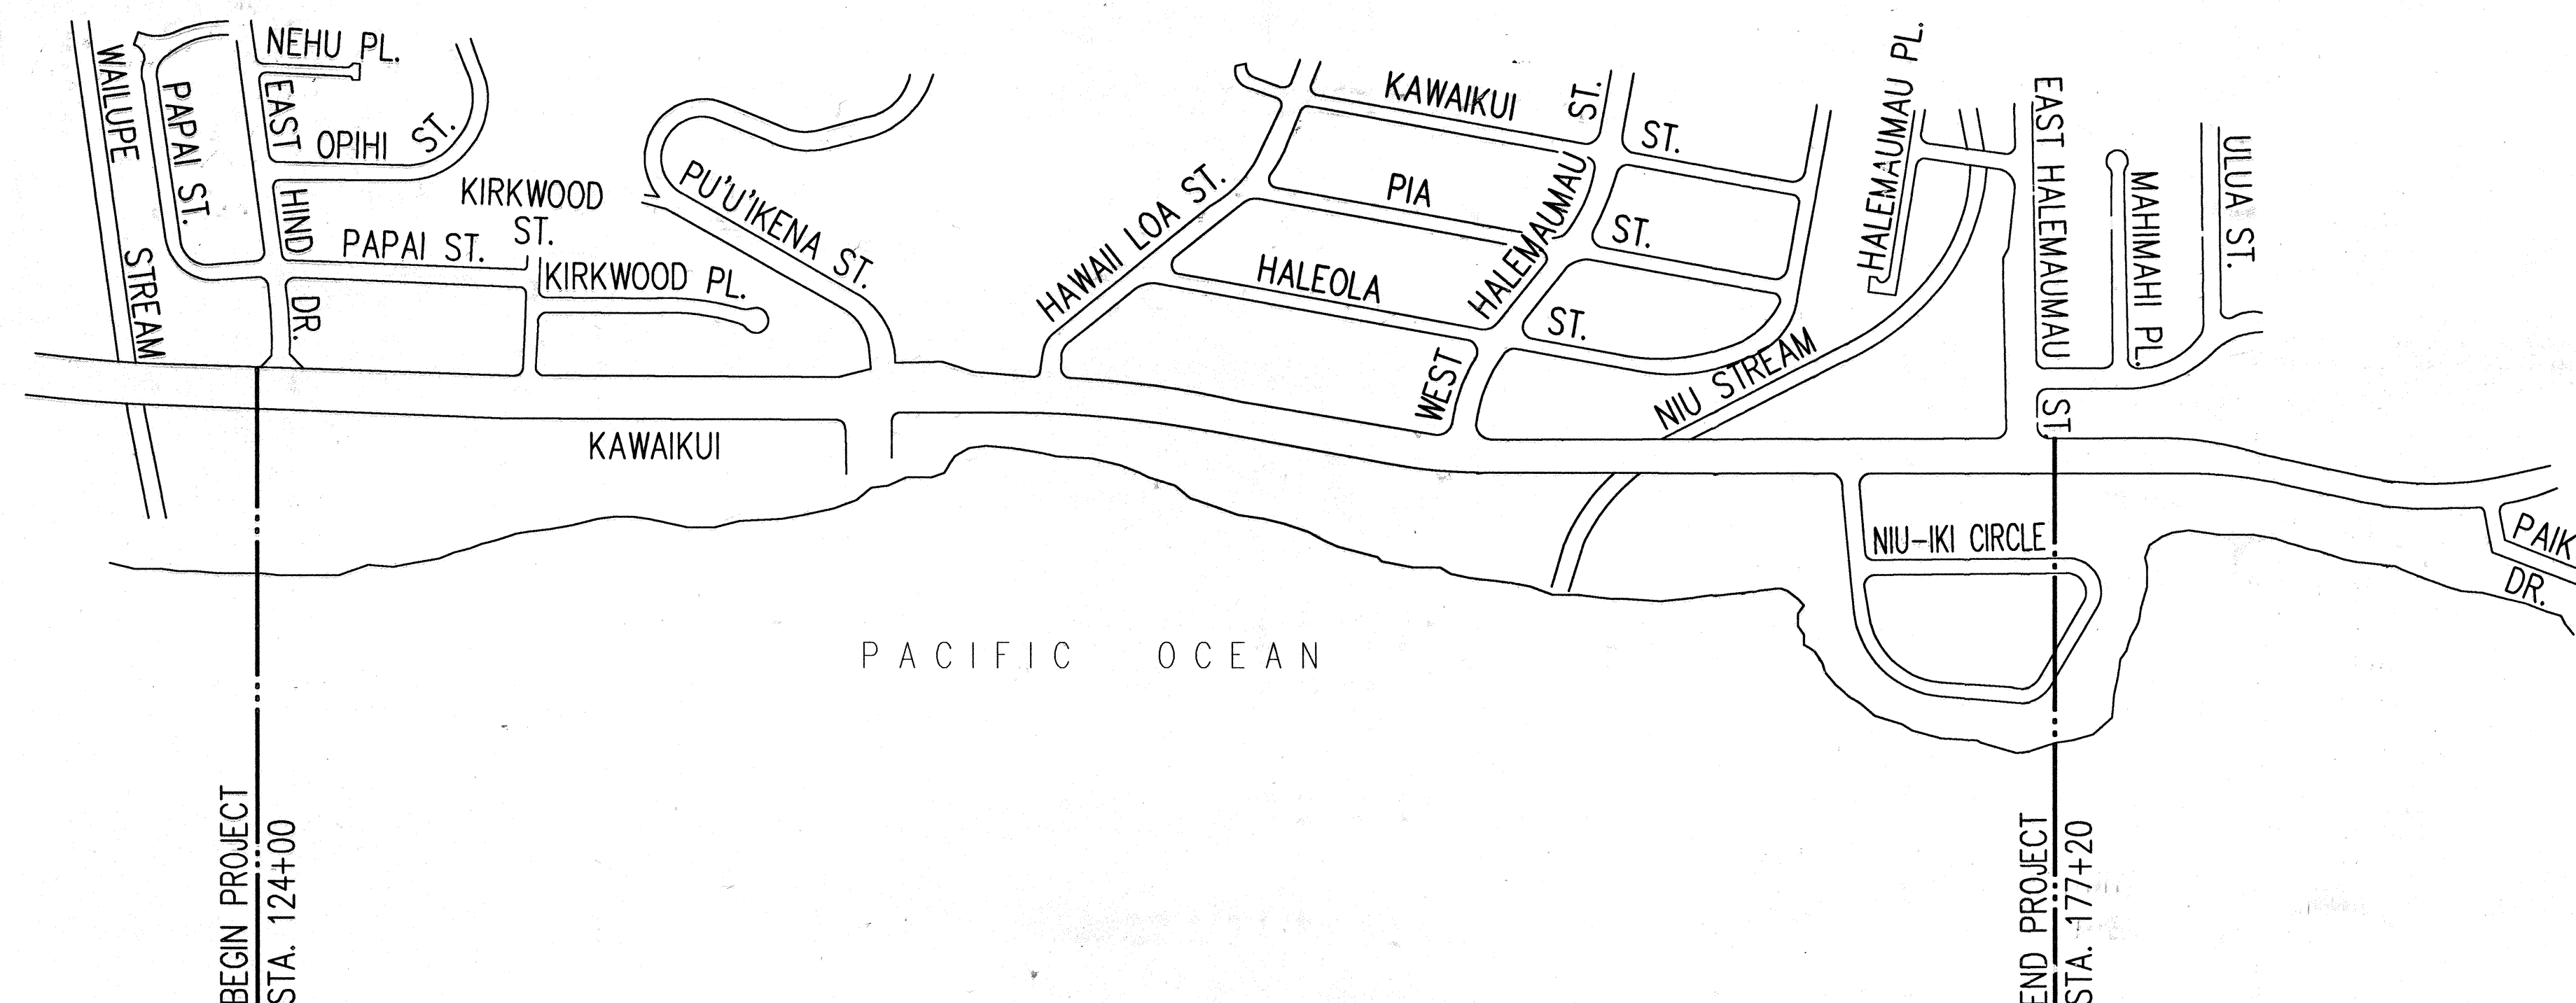 WAILUPE
STREAM
PAPAI ST.
NEHU PL.
EAST
HIND
DR.
OPIHI ST.
PAPAI ST.
KIRKWOOD
ST.
KIRKWOOD PL.
PU'U'IKENA ST.
HAWAII LOA ST.
KAWAIKUI
ST.
PIA
ST.
HALEOLA
ST.
WEST
HALEMAUMAU
ST.
NIU STREAM
HALEMAUMAU PL.
EAST HALEMAUMAU
ST
MAHIMAHI PL.
ULUA ST.
KAWAIKUI
NIU-IKI CIRCLE
PAIK
DR.
PACIFIC OCEAN
BEGIN PROJECT
STA. 124+00
END PROJECT
STA. 177+20